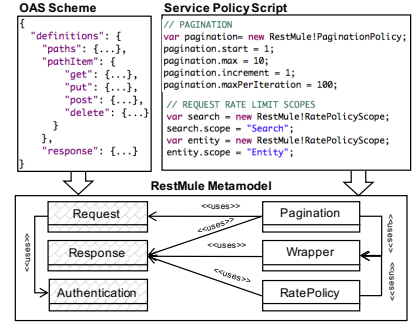 OAS Scheme
{
"definitions": {
"paths": {...},
"pathItem": {
"get": {...},
"put": {...},
"post": {...},
"delete": {...}
}
},
"response": {...}
}
Service Policy Script
// PAGINATION
var pagination= new RestMule!PaginationPolicy;
pagination.start = 1;
pagination.max = 10;
pagination.increment = 1;
pagination.maxPerIteration = 100;
// REQUEST RATE LIMIT SCOPES
var search = new RestMule!RatePolicyScope;
search.scope = "Search";
var entity = new RestMule!RatePolicyScope;
entity.scope = "Entity";
RestMule Metamodel
Request
Response
Authentication
Pagination
Wrapper
RatePolicy
<<uses>>
<<uses>>
<<uses>>
<<uses>>
<<uses>>
<<uses>>
<<uses>>